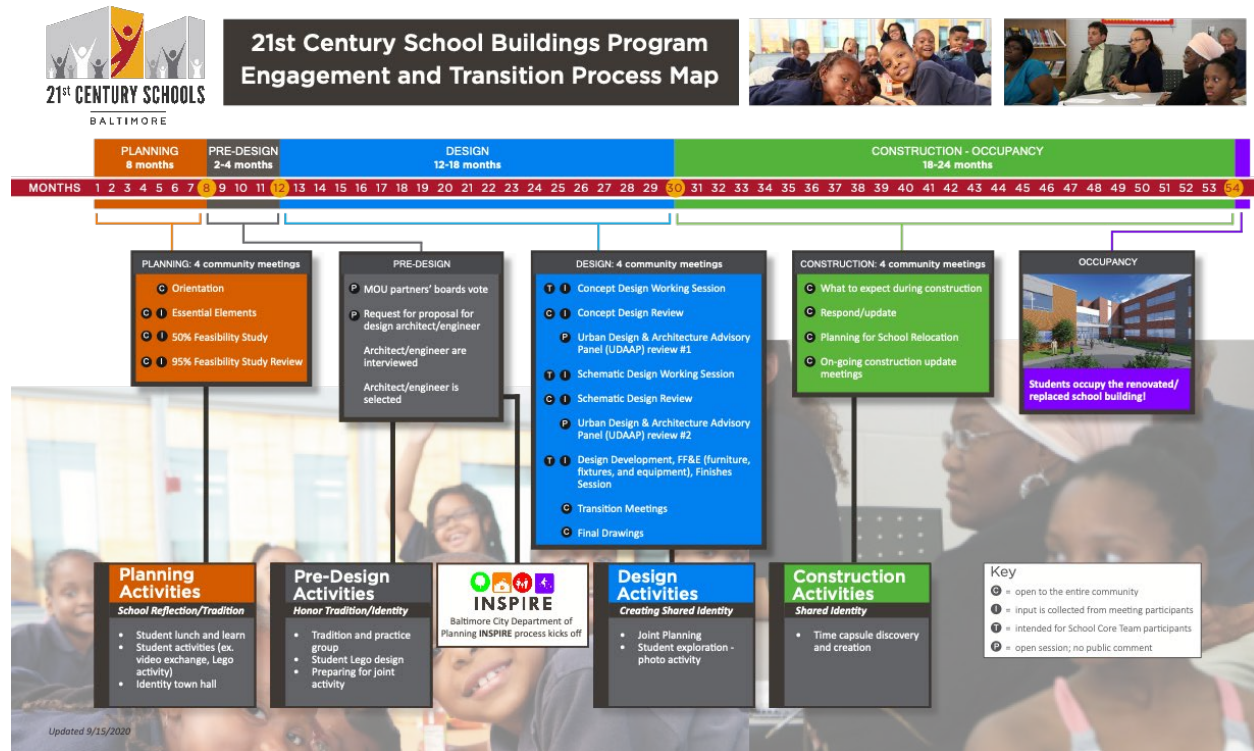 21st CENTURY SCHOOLS
BALTIMORE
21st Century School Buildings Program
Engagement and Transition Process Map
PLANNING
8 months
PRE-DESIGN
2-4 months
DESIGN
12-18 months
CONSTRUCTION - OCCUPANCY
18-24 months
MONTHS 1 2 3 4 5 6 7 8 9 10 11 12 13 14 15 16 17 18 19 20 21 22 23 24 25 26 27 28 29 30 31 32 33 34 35 36 37 38 39 40 41 42 43 44 45 46 47 48 49 50 51 52 53 54
PLANNING: 4 community meetings
C Orientation
C I Essential Elements
C I 50% Feasibility Study
C I 95% Feasibility Study Review
PRE-DESIGN
P MOU partners' boards vote
P Request for proposal for
design architect/engineer
Architect/engineer are
interviewed
Architect/engineer is
selected
DESIGN: 4 community meetings
T I Concept Design Working Session
C I Concept Design Review
P Urban Design & Architecture Advisory
Panel (UDAAP) review #1
T I Schematic Design Working Session
C I Schematic Design Review
P Urban Design & Architecture Advisory
Panel (UDAAP) review #2
T I Design Development, FF&E (furniture,
fixtures, and equipment), Finishes
Session
C Transition Meetings
C Final Drawings
CONSTRUCTION: 4 community meetings
C What to expect during construction
C Respond/update
C Planning for School Relocation
C On-going construction update
meetings
OCCUPANCY
Students occupy the renovated/
replaced school building!
Planning
Activities
School Reflection/Tradition
• Student lunch and learn
• Student activities (ex.
video exchange, Lego
activity)
• Identity town hall
Pre-Design
Activities
Honor Tradition/Identity
• Tradition and practice
group
• Student Lego design
• Preparing for joint
activity
INSPIRE
Baltimore City Department of
Planning INSPIRE process kicks off
Design
Activities
Creating Shared Identity
• Joint Planning
• Student exploration -
photo activity
Construction
Activities
Shared Identity
• Time capsule discovery
and creation
Key
C = open to the entire community
I = input is collected from meeting participants
T = intended for School Core Team participants
P = open session; no public comment
Updated 9/15/2020